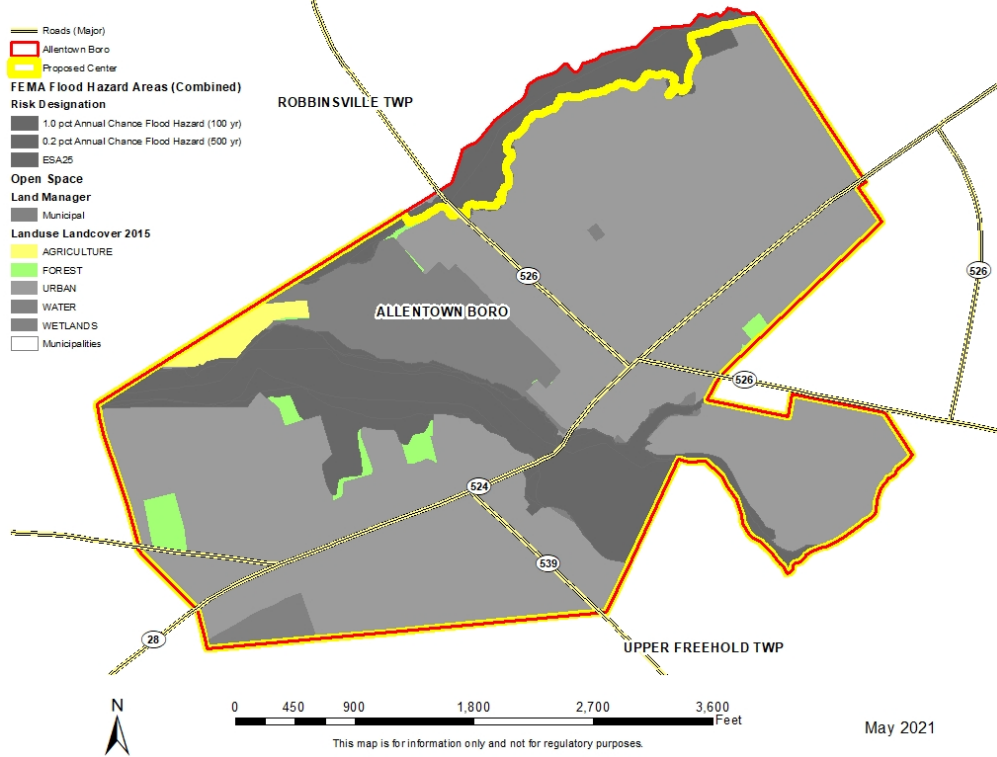 Roads (Major)
Allentown Boro
Proposed Center
FEMA Flood Hazard Areas (Combined)
Risk Designation
1.0 pct Annual Chance Flood Hazard (100 yr)
0.2 pct Annual Chance Flood Hazard (500 yr)
ESA25
Open Space
Land Manager
Municipal
Landuse Landcover 2015
AGRICULTURE
FOREST
URBAN
WATER
WETLANDS
Municipalities
ROBBINSVILLE TWP
526
526
ALLENTOWN BORO
526
524
539
28
UPPER FREEHOLD TWP
N
0 450 900 1,800 2,700 3,600
Feet
This map is for information only and not for regulatory purposes.
May 2021